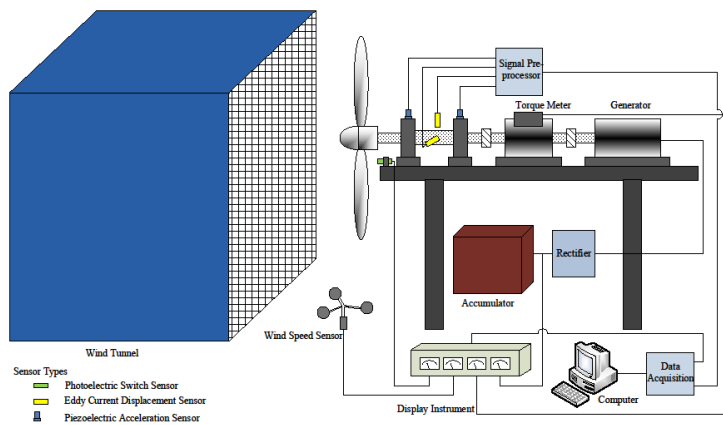 Signal Pre-
processor
Torque Meter
Generator
Accumulator
Rectifier
Wind Speed Sensor
Wind Tunnel
Sensor Types
Photoelectric Switch Sensor
Eddy Current Displacement Sensor
Piezoelectric Acceleration Sensor
Display Instrument
Computer
Data
Acquisition